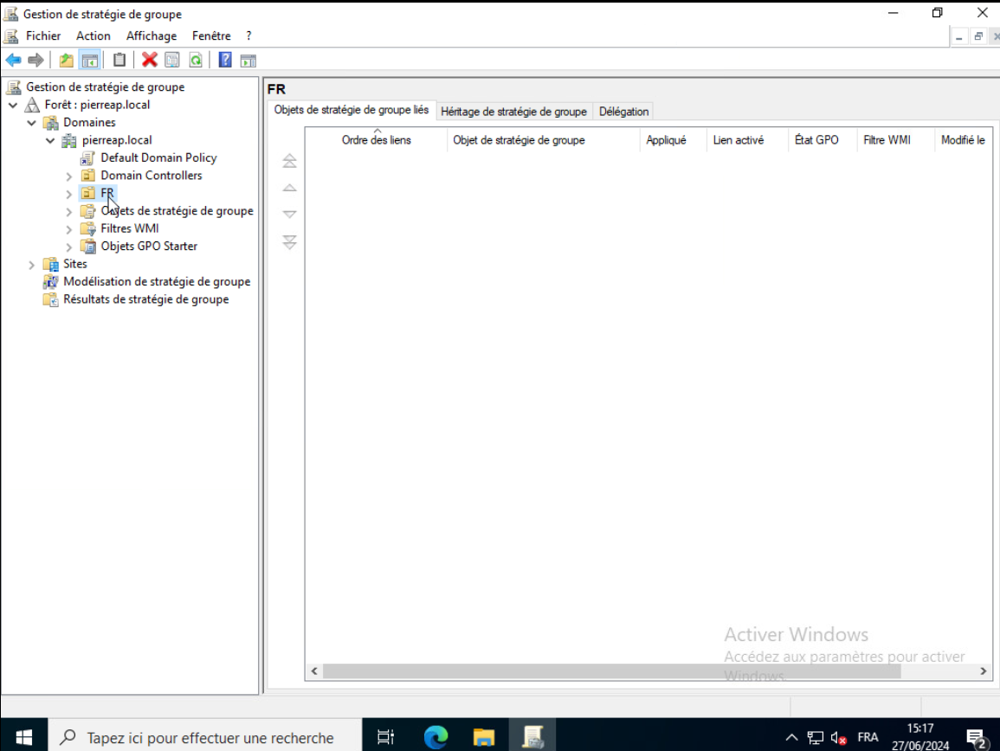 Gestion de stratégie de groupe
Fichier Action Affichage Fenêtre ?
Gestion de stratégie de groupe
Forêt : pierreap.local
Domaines
pierreap.local
Default Domain Policy
Domain Controllers
FR
Objets de stratégie de groupe
Filtres WMI
Objets GPO Starter
Sites
Modélisation de stratégie de groupe
Résultats de stratégie de groupe
FR
Objets de stratégie de groupe liés Héritage de stratégie de groupe Délégation
Ordre des liens Objet de stratégie de groupe Appliqué Lien activé État GPO Filtre WMI Modifié le
Activer Windows
Accédez aux paramètres pour activer
Windows.
Tapez ici pour effectuer une recherche
FRA
15:17
27/06/2024
2